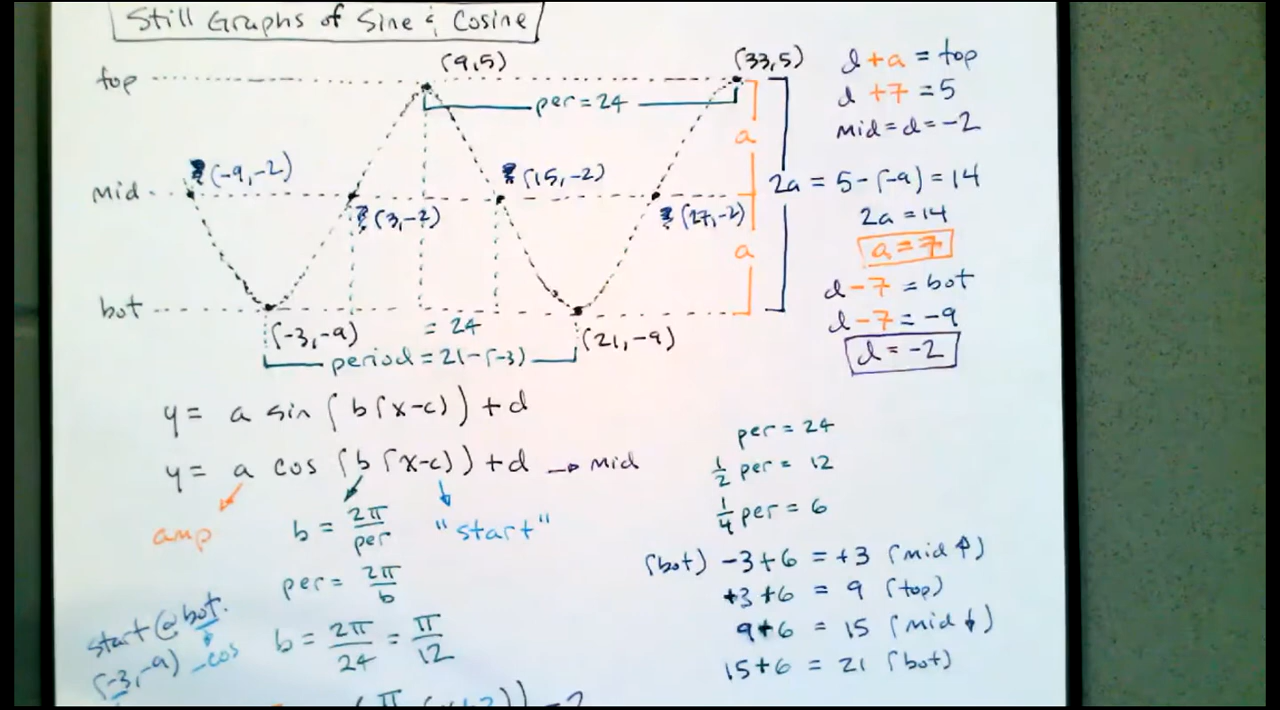 Still Graphs of Sine & Cosine
top
(9,5)
(33,5)
per = 24
mid
(-9,-2)
(3,-2)
(15,-2)
(27,-2)
a
a
bot
(-3,-9)
= 24
(21,-9)
period = 21-(-3)
d + a = top
d + 7 = 5
mid = d = -2
2a = 5-(-9) = 14
2a = 14
a = 7
d - 7 = bot
d - 7 = -9
d = -2
y = a sin (b(x-c)) + d
y = a cos (b(x-c)) + d → mid
amp
b = 2π/per
"start"
per = 2π/b
b = 2π/24 = π/12
start @ bot.
(-3,-9) -cos
per = 24
1/2 per = 12
1/4 per = 6
(bot) -3+6 = +3 (mid ↑)
+3+6 = 9 (top)
9+6 = 15 (mid ↓)
15+6 = 21 (bot)